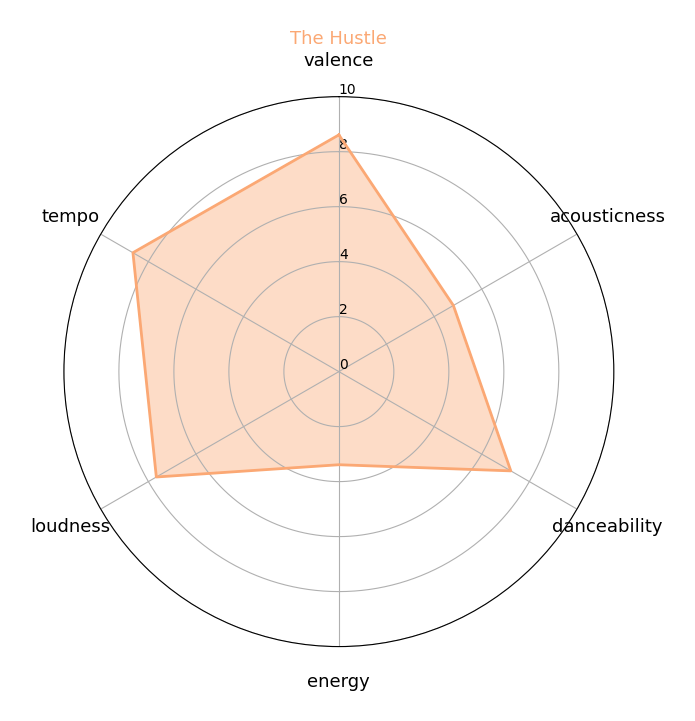 The Hustle
valence
10
8
tempo
acousticness
6
4
2
0
loudness
danceability
energy